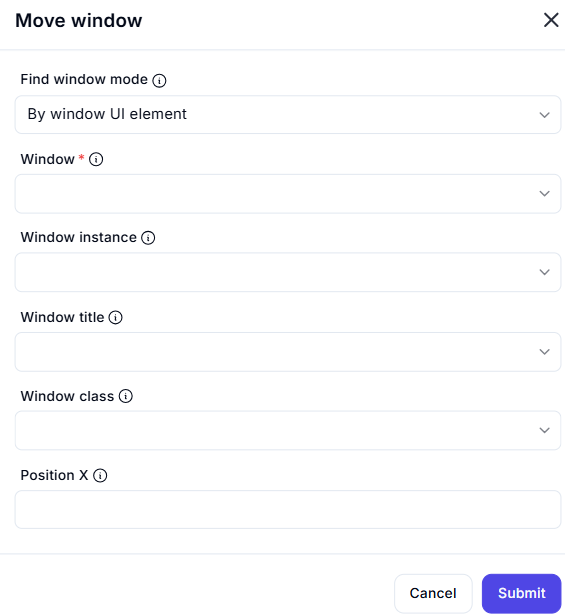 Move window
Find window mode
By window UI element
Window *
Window instance
Window title
Window class
Position X
Cancel
Submit